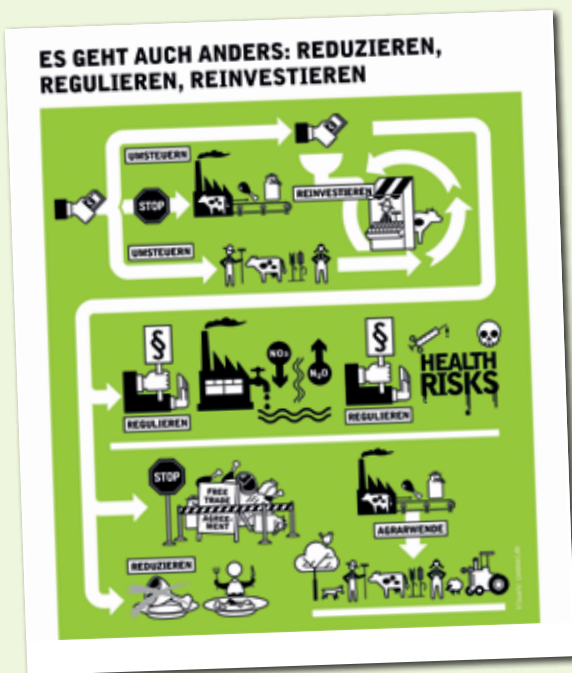 ES GEHT AUCH ANDERS: REDUZIEREN,
REGULIEREN, REINVESTIEREN
UMSTEUERN
STOP
REINVESTIEREN
UMSTEUERN
§
REGULIEREN
NO₃
N₂O
§
REGULIEREN
HEALTH
RISKS
STOP
FREE
TRADE
AGREE-
MENT
AGRARWENDE
REDUZIEREN